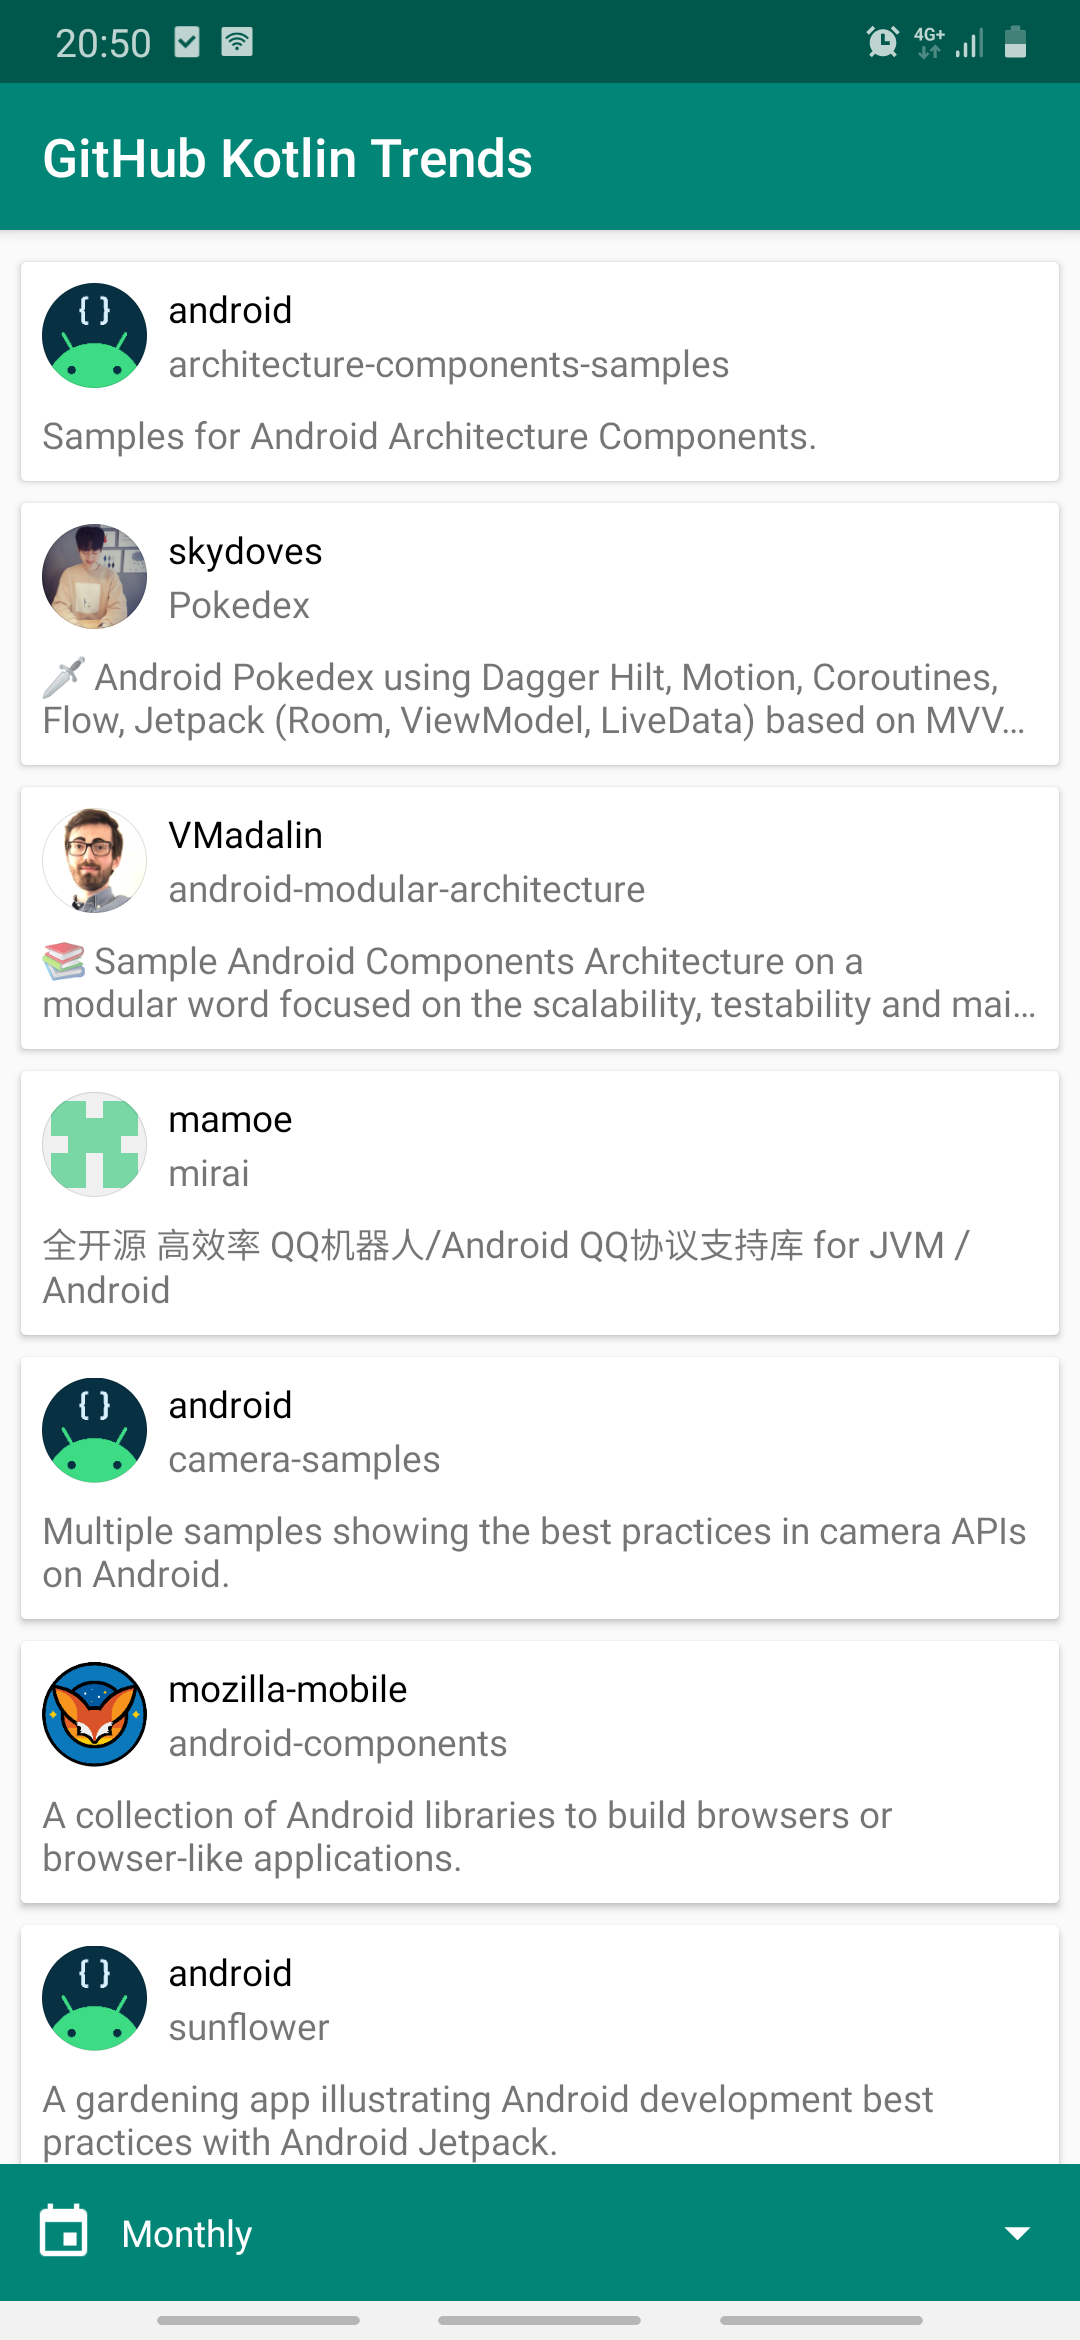 20:50
4G+
GitHub Kotlin Trends
{ }
android
architecture-components-samples
Samples for Android Architecture Components.
skydoves
Pokedex
🗡️ Android Pokedex using Dagger Hilt, Motion, Coroutines,
Flow, Jetpack (Room, ViewModel, LiveData) based on MVV…
VMadalin
android-modular-architecture
📚 Sample Android Components Architecture on a
modular word focused on the scalability, testability and mai…
mamoe
mirai
全开源 高效率 QQ机器人/Android QQ协议支持库 for JVM /
Android
{ }
android
camera-samples
Multiple samples showing the best practices in camera APIs
on Android.
mozilla-mobile
android-components
A collection of Android libraries to build browsers or
browser-like applications.
{ }
android
sunflower
A gardening app illustrating Android development best
practices with Android Jetpack.
Monthly